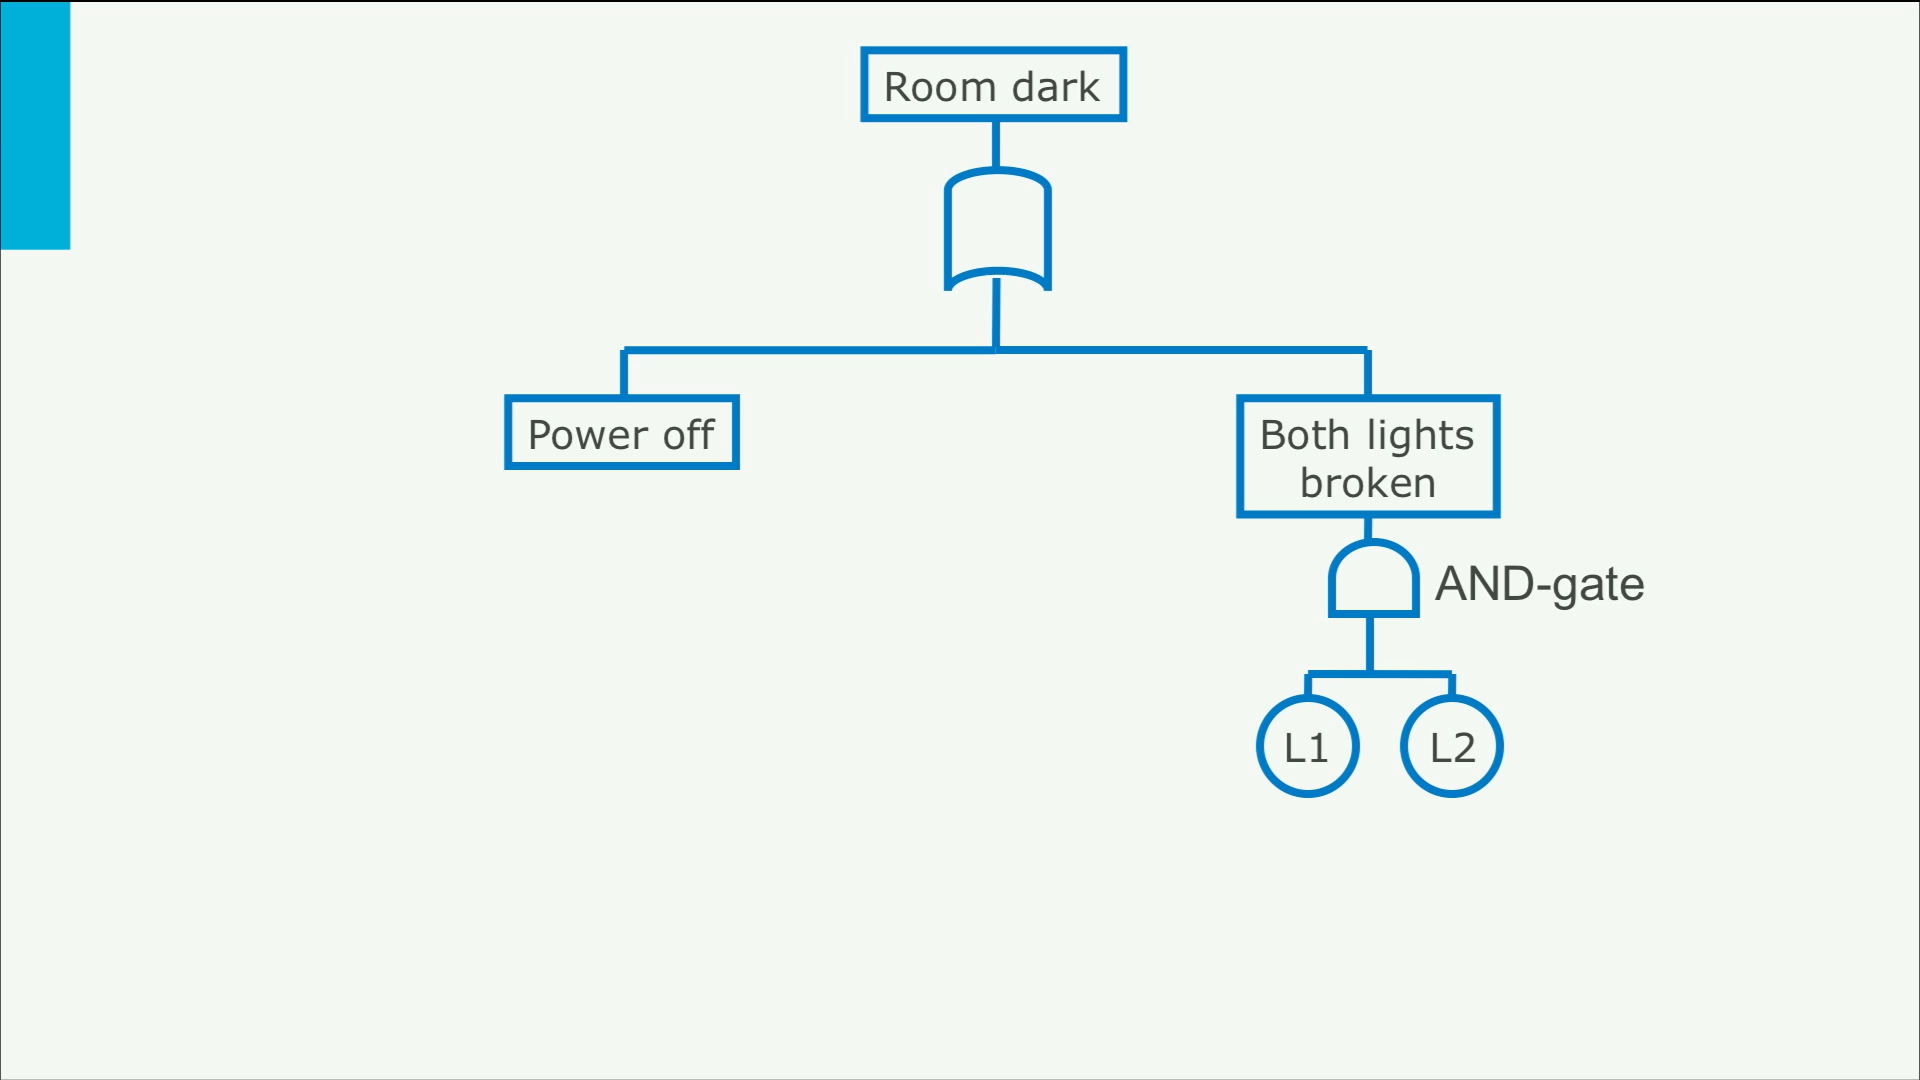 Room dark
Power off
Both lights
broken
AND-gate
L1
L2